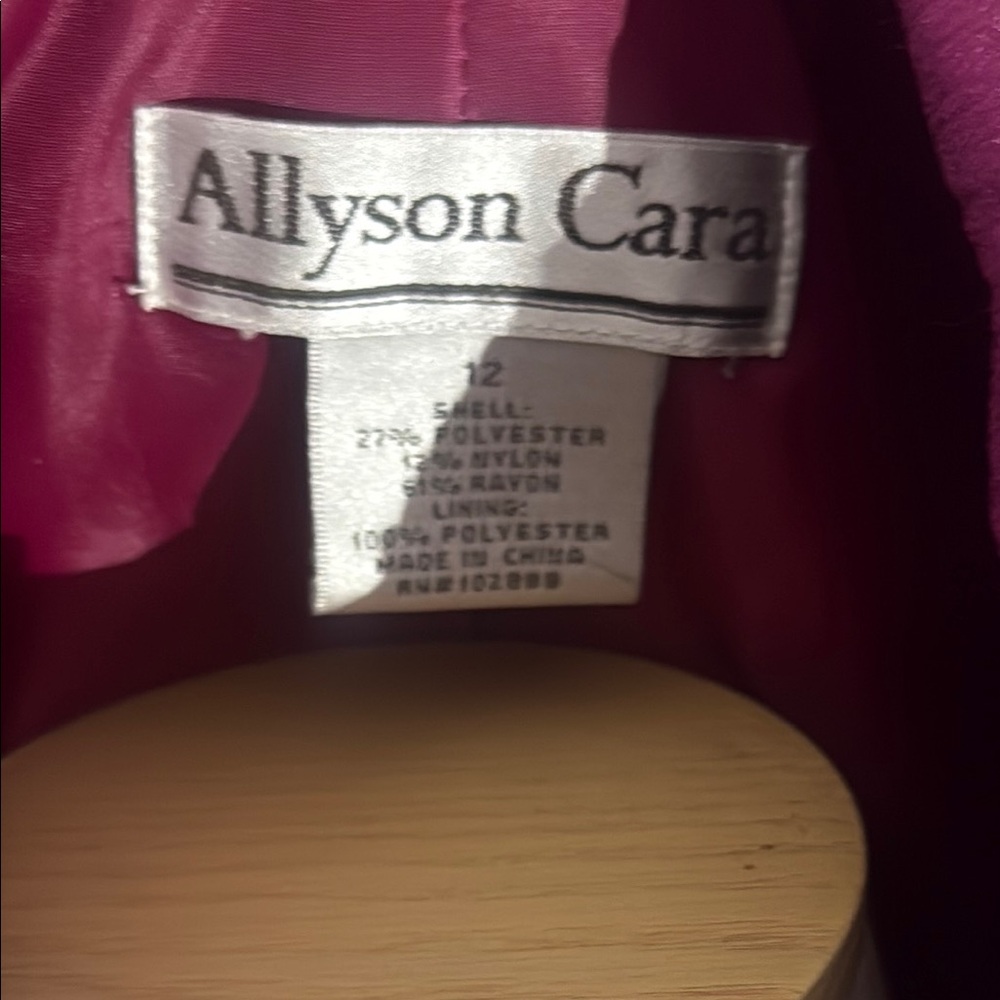 Allyson Cara
12
SHELL:
27% POLYESTER
12% NYLON
61% RAYON
LINING:
100% POLYESTER
MADE IN CHINA